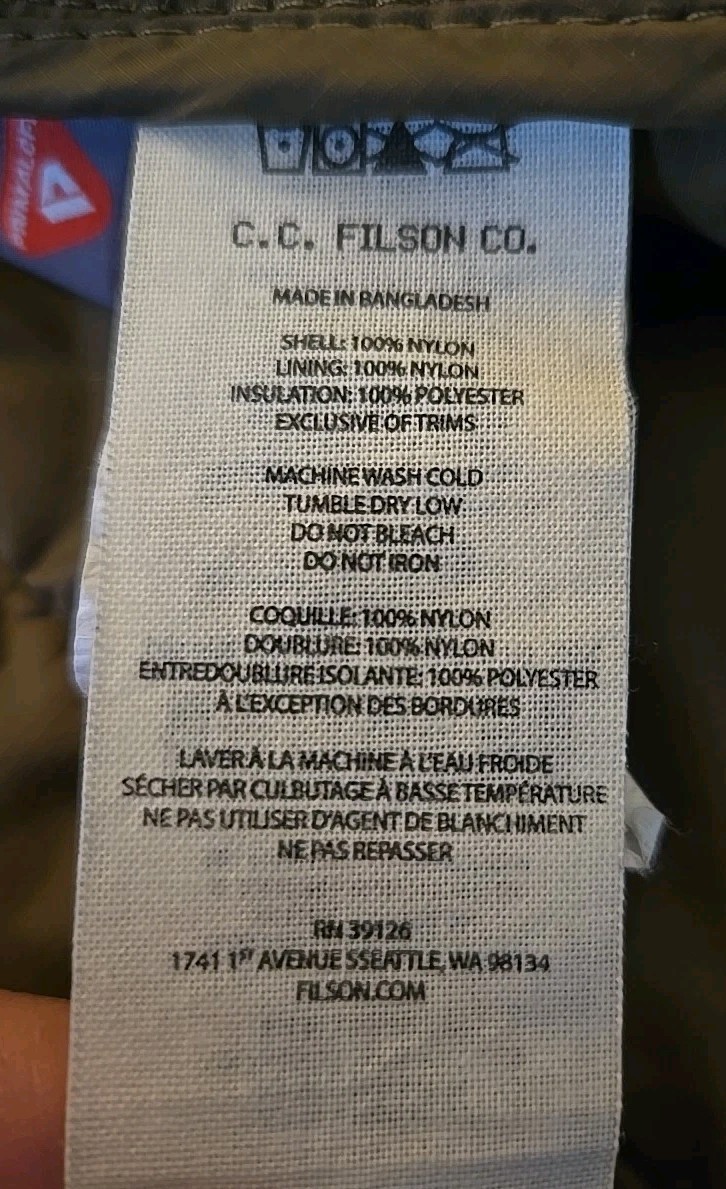 PRIMALOFT
C.C. FILSON CO.
MADE IN BANGLADESH
SHELL: 100% NYLON
LINING: 100% NYLON
INSULATION: 100% POLYESTER
EXCLUSIVE OF TRIMS
MACHINE WASH COLD
TUMBLE DRY LOW
DO NOT BLEACH
DO NOT IRON
COQUILLE: 100% NYLON
DOUBLURE: 100% NYLON
ENTREDOUBLURE ISOLANTE: 100% POLYESTER
À L'EXCEPTION DES BORDURES
LAVER À LA MACHINE À L'EAU FROIDE
SÉCHER PAR CULBUTAGE À BASSE TEMPÉRATURE
NE PAS UTILISER D'AGENT DE BLANCHIMENT
NE PAS REPASSER
RN 39126
1741 1ST AVENUE S SEATTLE, WA 98134
FILSON.COM